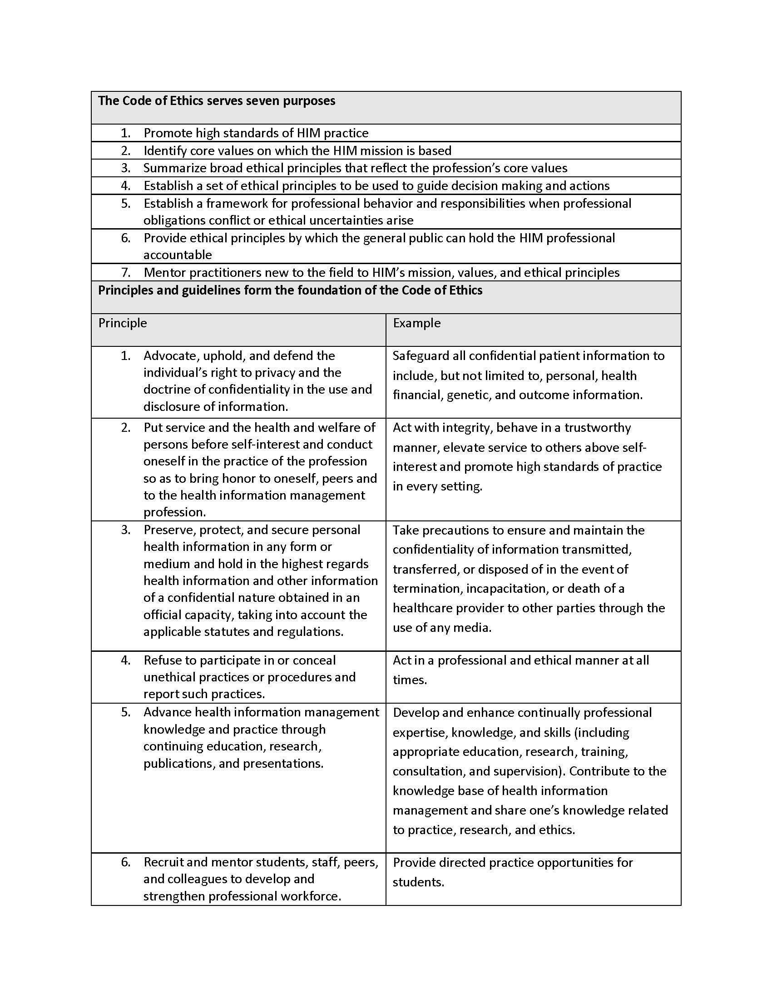 The Code of Ethics serves seven purposes
1. Promote high standards of HIM practice
2. Identify core values on which the HIM mission is based
3. Summarize broad ethical principles that reflect the profession’s core values
4. Establish a set of ethical principles to be used to guide decision making and actions
5. Establish a framework for professional behavior and responsibilities when professional
obligations conflict or ethical uncertainties arise
6. Provide ethical principles by which the general public can hold the HIM professional
accountable
7. Mentor practitioners new to the field to HIM’s mission, values, and ethical principles
Principles and guidelines form the foundation of the Code of Ethics
Principle
Example
1. Advocate, uphold, and defend the
individual’s right to privacy and the
doctrine of confidentiality in the use and
disclosure of information.
Safeguard all confidential patient information to
include, but not limited to, personal, health
financial, genetic, and outcome information.
2. Put service and the health and welfare of
persons before self-interest and conduct
oneself in the practice of the profession
so as to bring honor to oneself, peers and
to the health information management
profession.
Act with integrity, behave in a trustworthy
manner, elevate service to others above self-
interest and promote high standards of practice
in every setting.
3. Preserve, protect, and secure personal
health information in any form or
medium and hold in the highest regards
health information and other information
of a confidential nature obtained in an
official capacity, taking into account the
applicable statutes and regulations.
Take precautions to ensure and maintain the
confidentiality of information transmitted,
transferred, or disposed of in the event of
termination, incapacitation, or death of a
healthcare provider to other parties through the
use of any media.
4. Refuse to participate in or conceal
unethical practices or procedures and
report such practices.
Act in a professional and ethical manner at all
times.
5. Advance health information management
knowledge and practice through
continuing education, research,
publications, and presentations.
Develop and enhance continually professional
expertise, knowledge, and skills (including
appropriate education, research, training,
consultation, and supervision). Contribute to the
knowledge base of health information
management and share one’s knowledge related
to practice, research, and ethics.
6. Recruit and mentor students, staff, peers,
and colleagues to develop and
strengthen professional workforce.
Provide directed practice opportunities for
students.